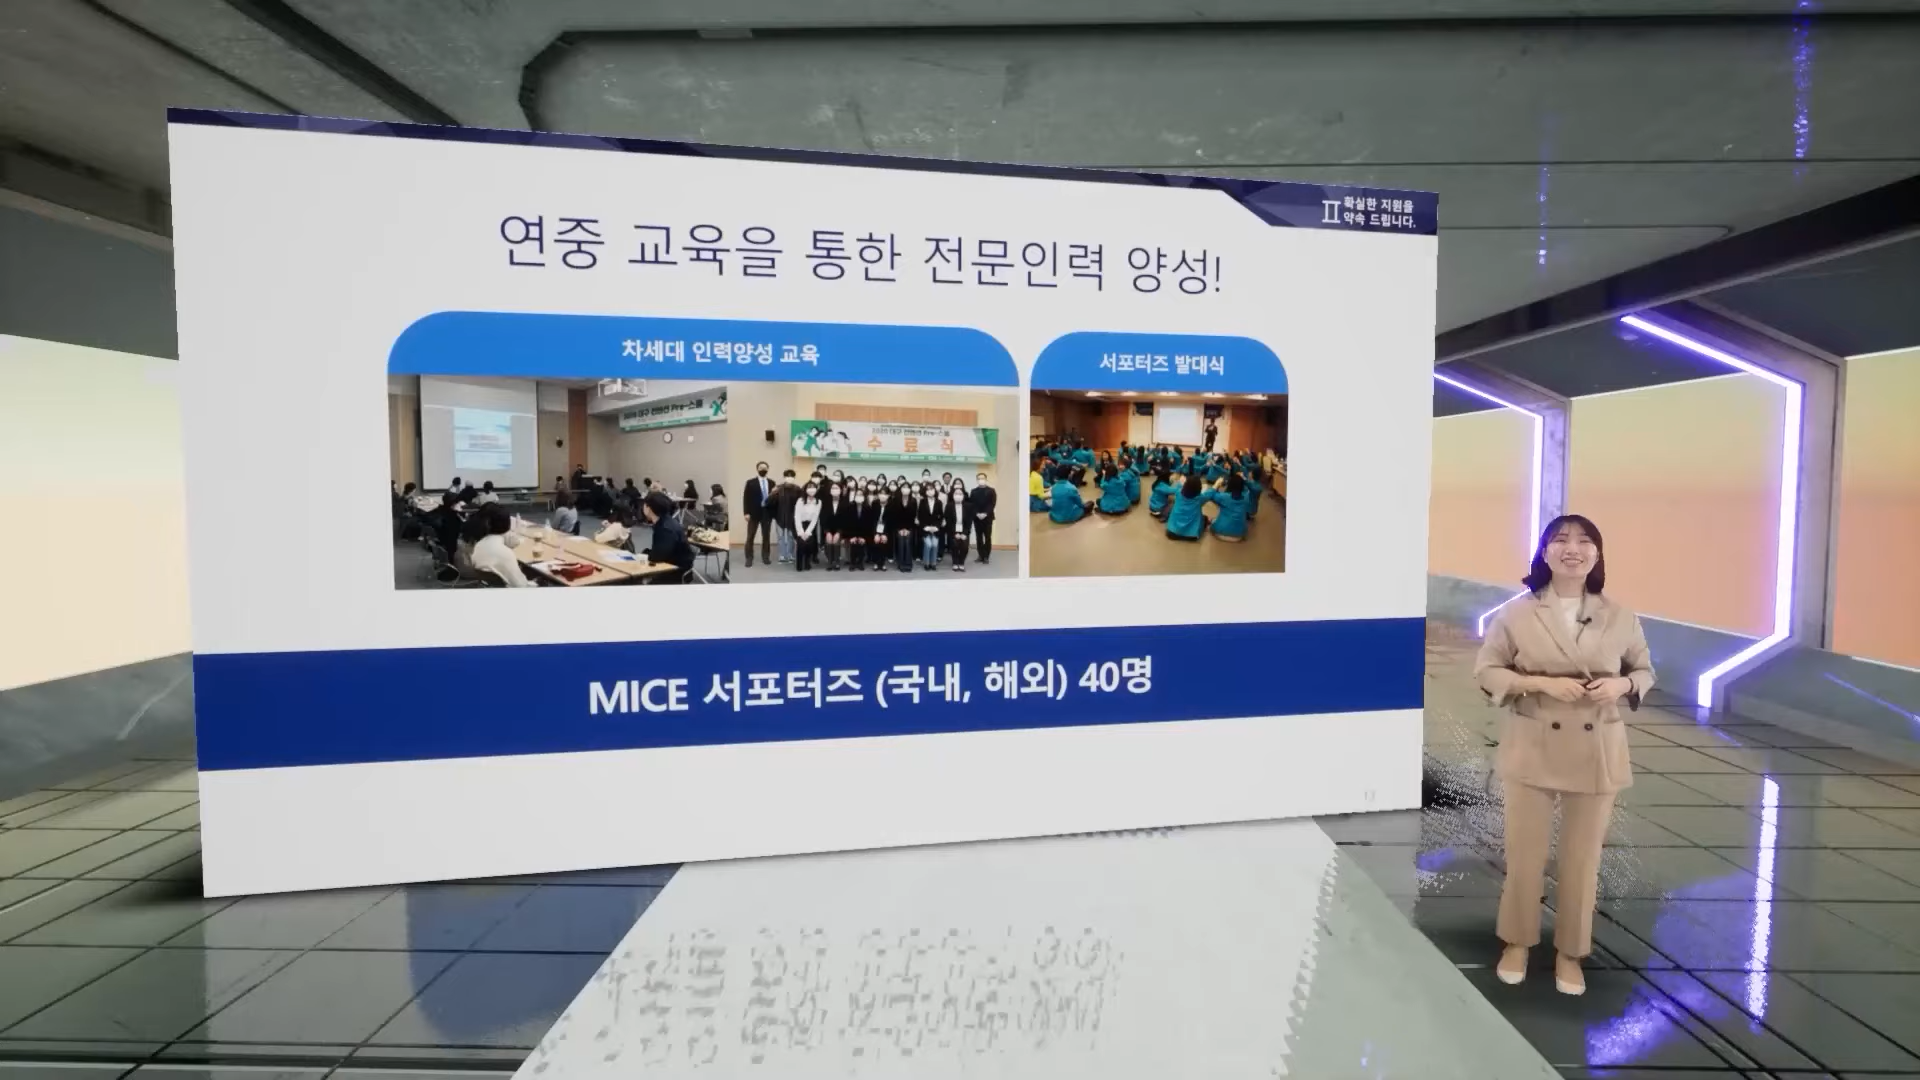 Ⅱ 확실한 지원을
약속 드립니다.
연중 교육을 통한 전문인력 양성!
차세대 인력양성 교육
서포터즈 발대식
수료식
MICE 서포터즈 (국내, 해외) 40명